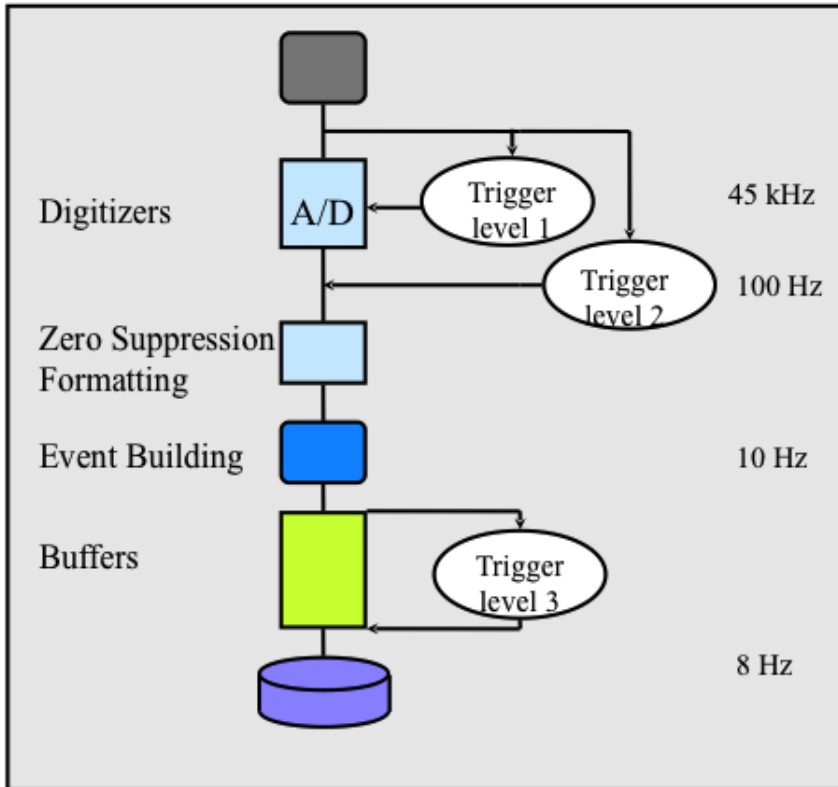 Digitizers
A/D
Trigger
level 1
45 kHz
Trigger
level 2
100 Hz
Zero Suppression
Formatting
Event Building
10 Hz
Buffers
Trigger
level 3
8 Hz